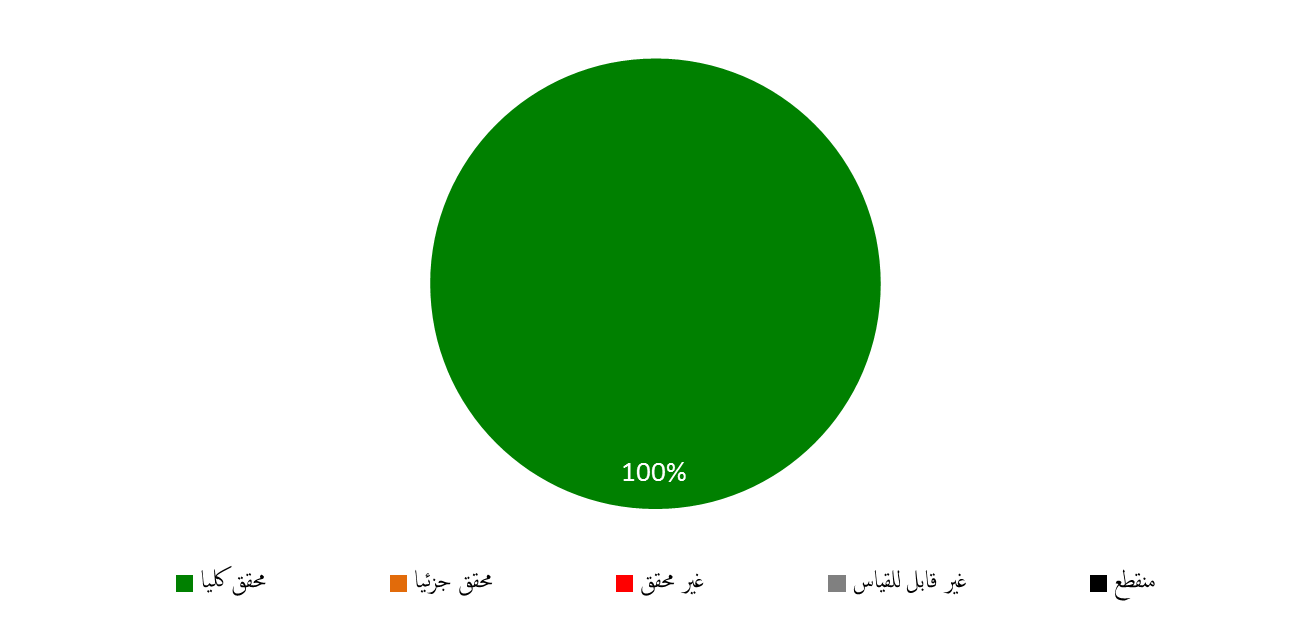 100%
محقق كليا
محقق جزئيا
غير محقق
غير قابل للقياس
منقطع